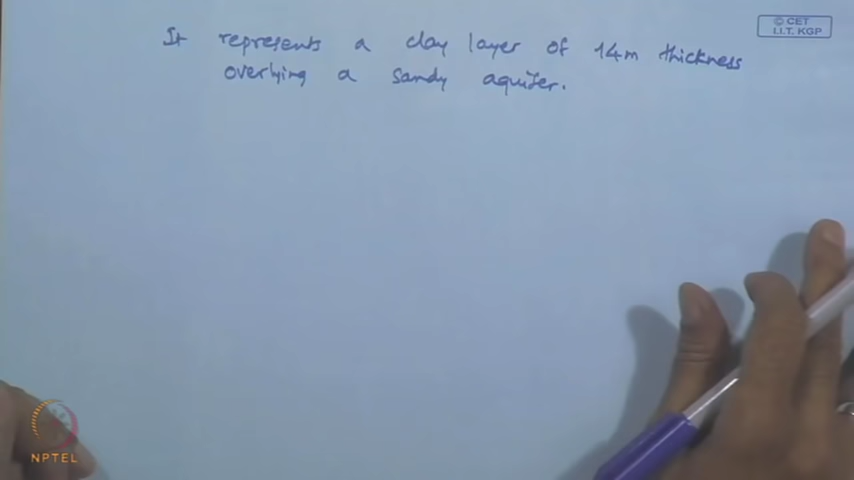 It represents a clay layer of 14m thickness
overlying a sandy aquifer.
© CET
I.I.T. KGP
NPTEL